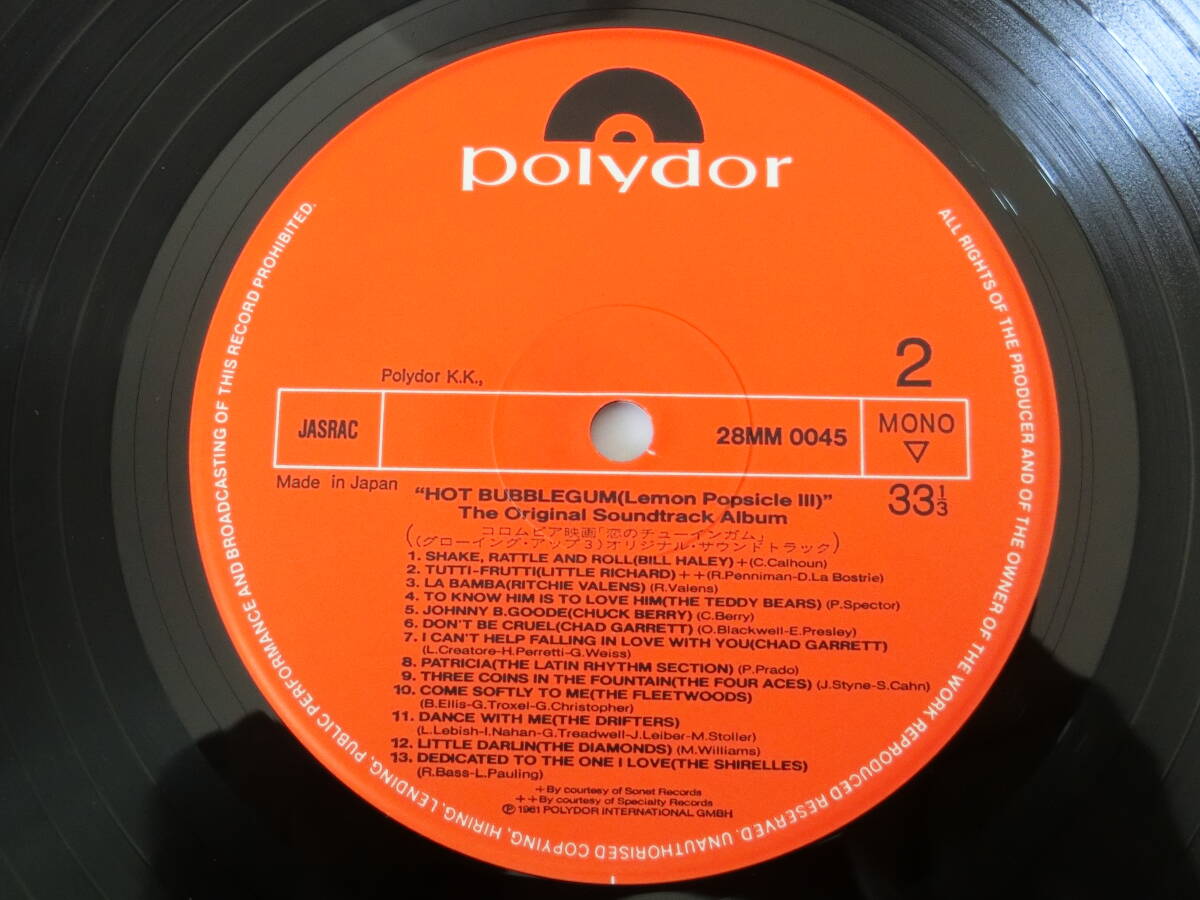 polydor
ALL RIGHTS OF THE PRODUCER AND OF THE OWNER OF THE WORK REPRODUCED RESERVED. UNAUTHORISED COPYING, HIRING, LENDING, PUBLIC PERFORMANCE AND BROADCASTING OF THIS RECORD PROHIBITED.
2
Polydor K.K.,
JASRAC
28MM 0045
MONO
▽
Made in Japan
33 1/3
"HOT BUBBLEGUM(Lemon Popsicle III)"
The Original Soundtrack Album
(コロムビア映画「恋のチューインガム」
(グローイング・アップ3)オリジナル・サウンドトラック)
1. SHAKE, RATTLE AND ROLL(BILL HALEY) +(C.Calhoun)
2. TUTTI-FRUTTI(LITTLE RICHARD) ++(R.Penniman-D.La Bostrie)
3. LA BAMBA(RITCHIE VALENS) (R.Valens)
4. TO KNOW HIM IS TO LOVE HIM(THE TEDDY BEARS) (P.Spector)
5. JOHNNY B.GOODE(CHUCK BERRY) (C.Berry)
6. DON'T BE CRUEL(CHAD GARRETT) (O.Blackwell-E.Presley)
7. I CAN'T HELP FALLING IN LOVE WITH YOU(CHAD GARRETT)
(L.Creatore-H.Perretti-G.Weiss)
8. PATRICIA(THE LATIN RHYTHM SECTION) (P.Prado)
9. THREE COINS IN THE FOUNTAIN(THE FOUR ACES) (J.Styne-S.Cahn)
10. COME SOFTLY TO ME(THE FLEETWOODS)
(B.Ellis-G.Troxel-G.Christopher)
11. DANCE WITH ME(THE DRIFTERS)
(L.Lebish-I.Nahan-G.Treadwell-J.Leiber-M.Stoller)
12. LITTLE DARLIN(THE DIAMONDS) (M.Williams)
13. DEDICATED TO THE ONE I LOVE(THE SHIRELLES)
(R.Bass-L.Pauling)
+By courtesy of Sonet Records
++By courtesy of Specialty Records
Ⓟ 1961 POLYDOR INTERNATIONAL GMBH